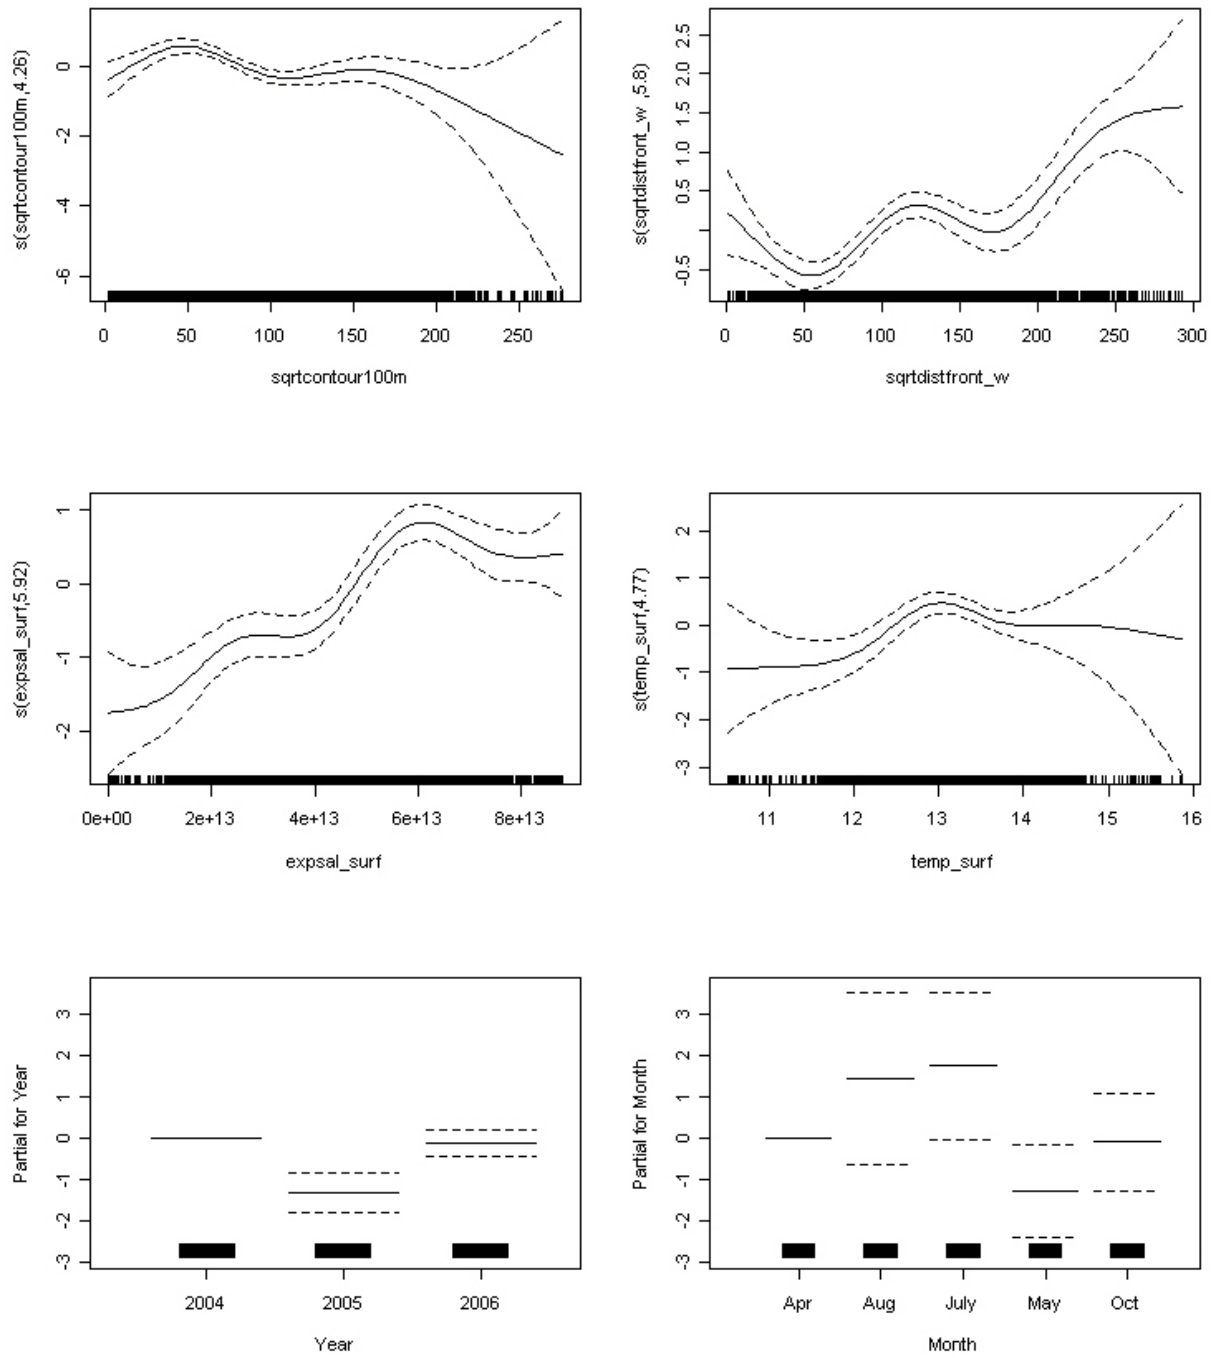 s(sqrtcontour100m,4.26)
0
-2
-4
-6
0 50 100 150 200 250
sqrtcontour100m
s(sqrtdistfront_w ,5.8)
2.5
2.0
1.5
1.0
0.5
-0.5
0 50 100 150 200 250 300
sqrtdistfront_w
s(expsal_surf,5.92)
1
0
-1
-2
0e+00 2e+13 4e+13 6e+13 8e+13
expsal_surf
s(temp_surf,4.77)
2
1
0
-1
-2
-3
11 12 13 14 15 16
temp_surf
Partial for Year
3
2
1
0
-1
-2
-3
2004 2005 2006
Year
Partial for Month
3
2
1
0
-1
-2
-3
Apr Aug July May Oct
Month